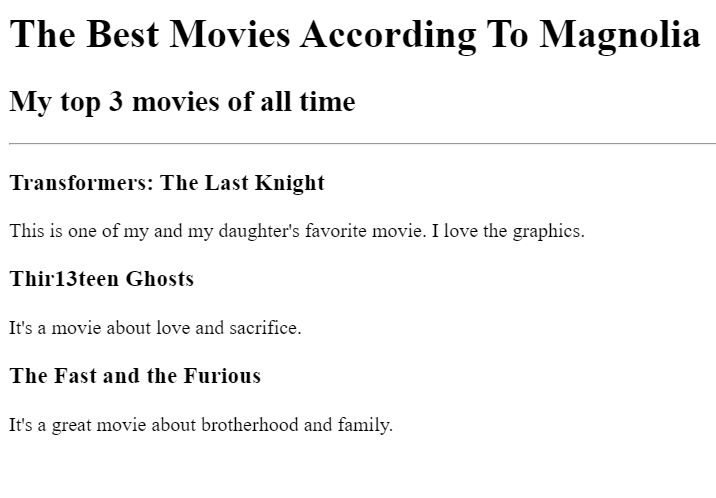 The Best Movies According To Magnolia
My top 3 movies of all time
Transformers: The Last Knight
This is one of my and my daughter's favorite movie. I love the graphics.
Thir13teen Ghosts
It's a movie about love and sacrifice.
The Fast and the Furious
It's a great movie about brotherhood and family.